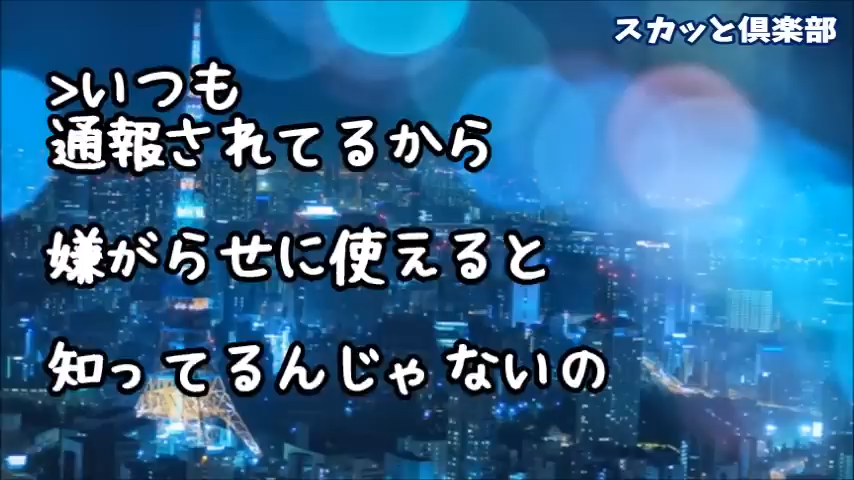 スカッと倶楽部
>いつも
通報されてるから
嫌がらせに使えると
知ってるんじゃないの